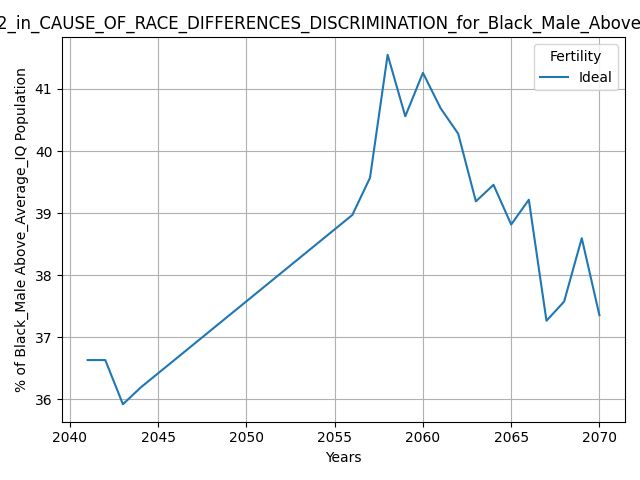 2_in_CAUSE_OF_RACE_DIFFERENCES_DISCRIMINATION_for_Black_Male_Above
Fertility
Ideal
% of Black_Male Above_Average_IQ Population
41
40
39
38
37
36
2040 2045 2050 2055 2060 2065 2070
Years